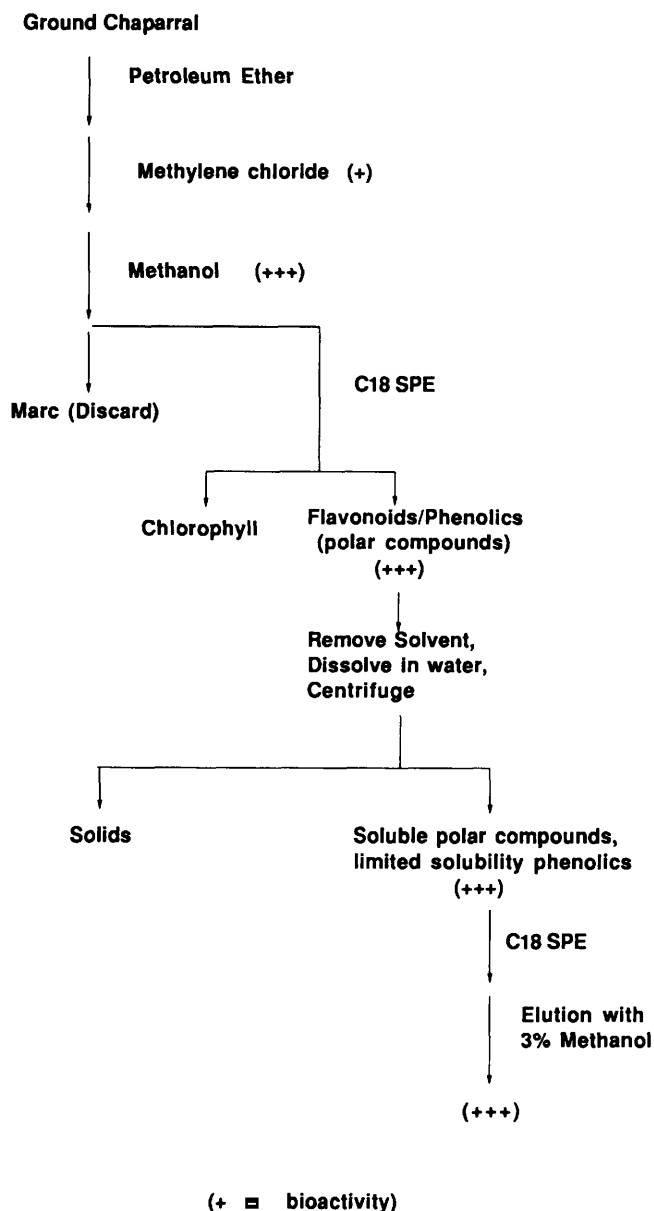 Ground Chaparral
Petroleum Ether
Methylene chloride (+)
Methanol (+++)
C18 SPE
Marc (Discard)
Chlorophyll
Flavonoids/Phenolics
(polar compounds)
(+++)
Remove Solvent,
Dissolve in water,
Centrifuge
Solids
Soluble polar compounds,
limited solubility phenolics
(+++)
C18 SPE
Elution with
3% Methanol
(+++)
(+ = bioactivity)